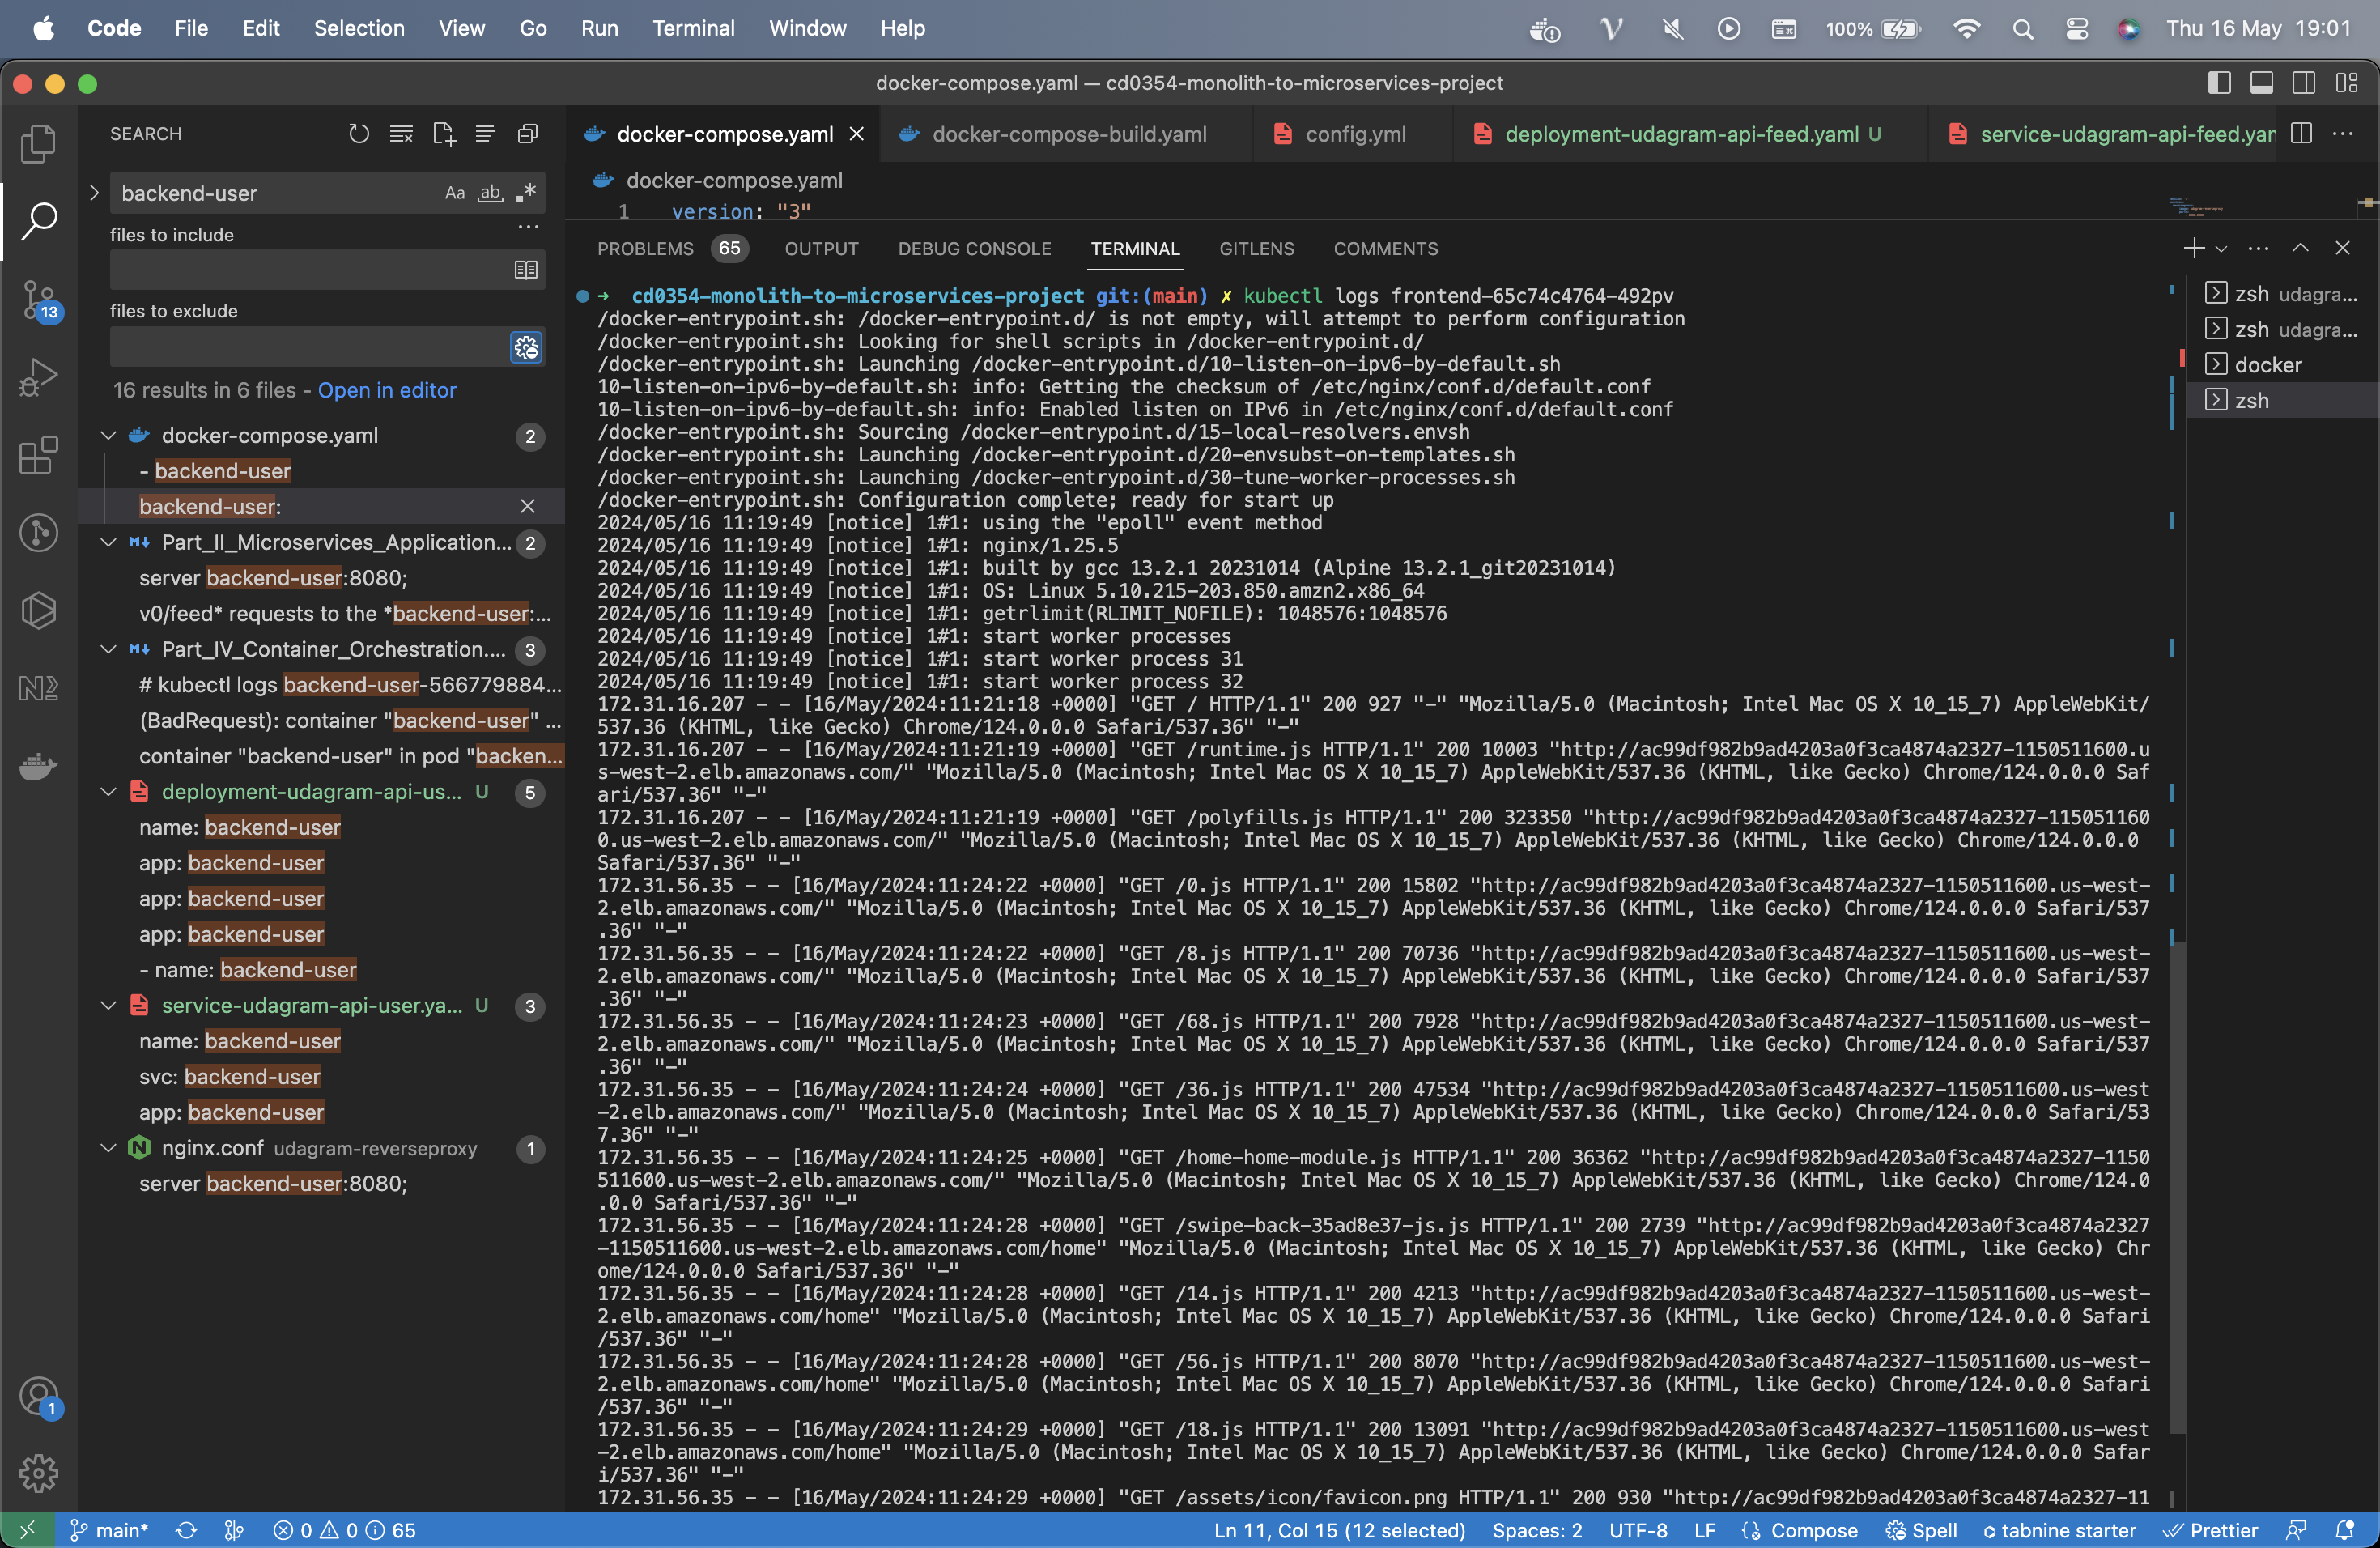 Code File Edit Selection View Go Run Terminal Window Help 100% Thu 16 May 19:01
docker-compose.yaml — cd0354-monolith-to-microservices-project
SEARCH
backend-user
Aa ab .*
files to include
files to exclude
16 results in 6 files - Open in editor
docker-compose.yaml 2
- backend-user
backend-user:
Part_II_Microservices_Application... 2
server backend-user:8080;
v0/feed* requests to the *backend-user:...
Part_IV_Container_Orchestration.... 3
# kubectl logs backend-user-566779884...
(BadRequest): container "backend-user" ...
container "backend-user" in pod "backen...
deployment-udagram-api-us... U 5
name: backend-user
app: backend-user
app: backend-user
app: backend-user
- name: backend-user
service-udagram-api-user.ya... U 3
name: backend-user
svc: backend-user
app: backend-user
nginx.conf udagram-reverseproxy 1
server backend-user:8080;
13
1
docker-compose.yaml docker-compose-build.yaml config.yml deployment-udagram-api-feed.yaml U service-udagram-api-feed.yam
docker-compose.yaml
1 version: "3"
PROBLEMS 65 OUTPUT DEBUG CONSOLE TERMINAL GITLENS COMMENTS
➜ cd0354-monolith-to-microservices-project git:(main) ✗ kubectl logs frontend-65c74c4764-492pv
/docker-entrypoint.sh: /docker-entrypoint.d/ is not empty, will attempt to perform configuration
/docker-entrypoint.sh: Looking for shell scripts in /docker-entrypoint.d/
/docker-entrypoint.sh: Launching /docker-entrypoint.d/10-listen-on-ipv6-by-default.sh
10-listen-on-ipv6-by-default.sh: info: Getting the checksum of /etc/nginx/conf.d/default.conf
10-listen-on-ipv6-by-default.sh: info: Enabled listen on IPv6 in /etc/nginx/conf.d/default.conf
/docker-entrypoint.sh: Sourcing /docker-entrypoint.d/15-local-resolvers.envsh
/docker-entrypoint.sh: Launching /docker-entrypoint.d/20-envsubst-on-templates.sh
/docker-entrypoint.sh: Launching /docker-entrypoint.d/30-tune-worker-processes.sh
/docker-entrypoint.sh: Configuration complete; ready for start up
2024/05/16 11:19:49 [notice] 1#1: using the "epoll" event method
2024/05/16 11:19:49 [notice] 1#1: nginx/1.25.5
2024/05/16 11:19:49 [notice] 1#1: built by gcc 13.2.1 20231014 (Alpine 13.2.1_git20231014)
2024/05/16 11:19:49 [notice] 1#1: OS: Linux 5.10.215-203.850.amzn2.x86_64
2024/05/16 11:19:49 [notice] 1#1: getrlimit(RLIMIT_NOFILE): 1048576:1048576
2024/05/16 11:19:49 [notice] 1#1: start worker processes
2024/05/16 11:19:49 [notice] 1#1: start worker process 31
2024/05/16 11:19:49 [notice] 1#1: start worker process 32
172.31.16.207 - - [16/May/2024:11:21:18 +0000] "GET / HTTP/1.1" 200 927 "-" "Mozilla/5.0 (Macintosh; Intel Mac OS X 10_15_7) AppleWebKit/
537.36 (KHTML, like Gecko) Chrome/124.0.0.0 Safari/537.36" "-"
172.31.16.207 - - [16/May/2024:11:21:19 +0000] "GET /runtime.js HTTP/1.1" 200 10003 "http://ac99df982b9ad4203a0f3ca4874a2327-1150511600.u
s-west-2.elb.amazonaws.com/" "Mozilla/5.0 (Macintosh; Intel Mac OS X 10_15_7) AppleWebKit/537.36 (KHTML, like Gecko) Chrome/124.0.0.0 Saf
ari/537.36" "-"
172.31.16.207 - - [16/May/2024:11:21:19 +0000] "GET /polyfills.js HTTP/1.1" 200 323350 "http://ac99df982b9ad4203a0f3ca4874a2327-115051160
0.us-west-2.elb.amazonaws.com/" "Mozilla/5.0 (Macintosh; Intel Mac OS X 10_15_7) AppleWebKit/537.36 (KHTML, like Gecko) Chrome/124.0.0.0
Safari/537.36" "-"
172.31.56.35 - - [16/May/2024:11:24:22 +0000] "GET /0.js HTTP/1.1" 200 15802 "http://ac99df982b9ad4203a0f3ca4874a2327-1150511600.us-west-
2.elb.amazonaws.com/" "Mozilla/5.0 (Macintosh; Intel Mac OS X 10_15_7) AppleWebKit/537.36 (KHTML, like Gecko) Chrome/124.0.0.0 Safari/537
.36" "-"
172.31.56.35 - - [16/May/2024:11:24:22 +0000] "GET /8.js HTTP/1.1" 200 70736 "http://ac99df982b9ad4203a0f3ca4874a2327-1150511600.us-west-
2.elb.amazonaws.com/" "Mozilla/5.0 (Macintosh; Intel Mac OS X 10_15_7) AppleWebKit/537.36 (KHTML, like Gecko) Chrome/124.0.0.0 Safari/537
.36" "-"
172.31.56.35 - - [16/May/2024:11:24:23 +0000] "GET /68.js HTTP/1.1" 200 7928 "http://ac99df982b9ad4203a0f3ca4874a2327-1150511600.us-west-
2.elb.amazonaws.com/" "Mozilla/5.0 (Macintosh; Intel Mac OS X 10_15_7) AppleWebKit/537.36 (KHTML, like Gecko) Chrome/124.0.0.0 Safari/537
.36" "-"
172.31.56.35 - - [16/May/2024:11:24:24 +0000] "GET /36.js HTTP/1.1" 200 47534 "http://ac99df982b9ad4203a0f3ca4874a2327-1150511600.us-west
-2.elb.amazonaws.com/" "Mozilla/5.0 (Macintosh; Intel Mac OS X 10_15_7) AppleWebKit/537.36 (KHTML, like Gecko) Chrome/124.0.0.0 Safari/53
7.36" "-"
172.31.56.35 - - [16/May/2024:11:24:25 +0000] "GET /home-home-module.js HTTP/1.1" 200 36362 "http://ac99df982b9ad4203a0f3ca4874a2327-1150
511600.us-west-2.elb.amazonaws.com/" "Mozilla/5.0 (Macintosh; Intel Mac OS X 10_15_7) AppleWebKit/537.36 (KHTML, like Gecko) Chrome/124.0
.0.0 Safari/537.36" "-"
172.31.56.35 - - [16/May/2024:11:24:28 +0000] "GET /swipe-back-35ad8e37-js.js HTTP/1.1" 200 2739 "http://ac99df982b9ad4203a0f3ca4874a2327
-1150511600.us-west-2.elb.amazonaws.com/home" "Mozilla/5.0 (Macintosh; Intel Mac OS X 10_15_7) AppleWebKit/537.36 (KHTML, like Gecko) Chr
ome/124.0.0.0 Safari/537.36" "-"
172.31.56.35 - - [16/May/2024:11:24:28 +0000] "GET /14.js HTTP/1.1" 200 4213 "http://ac99df982b9ad4203a0f3ca4874a2327-1150511600.us-west-
2.elb.amazonaws.com/home" "Mozilla/5.0 (Macintosh; Intel Mac OS X 10_15_7) AppleWebKit/537.36 (KHTML, like Gecko) Chrome/124.0.0.0 Safari
/537.36" "-"
172.31.56.35 - - [16/May/2024:11:24:28 +0000] "GET /56.js HTTP/1.1" 200 8070 "http://ac99df982b9ad4203a0f3ca4874a2327-1150511600.us-west-
2.elb.amazonaws.com/home" "Mozilla/5.0 (Macintosh; Intel Mac OS X 10_15_7) AppleWebKit/537.36 (KHTML, like Gecko) Chrome/124.0.0.0 Safari
/537.36" "-"
172.31.56.35 - - [16/May/2024:11:24:29 +0000] "GET /18.js HTTP/1.1" 200 13091 "http://ac99df982b9ad4203a0f3ca4874a2327-1150511600.us-west
-2.elb.amazonaws.com/home" "Mozilla/5.0 (Macintosh; Intel Mac OS X 10_15_7) AppleWebKit/537.36 (KHTML, like Gecko) Chrome/124.0.0.0 Safar
i/537.36" "-"
172.31.56.35 - - [16/May/2024:11:24:29 +0000] "GET /assets/icon/favicon.png HTTP/1.1" 200 930 "http://ac99df982b9ad4203a0f3ca4874a2327-11
zsh udagra...
zsh udagra...
docker
zsh
main* 0 0 65 Ln 11, Col 15 (12 selected) Spaces: 2 UTF-8 LF Compose Spell tabnine starter Prettier